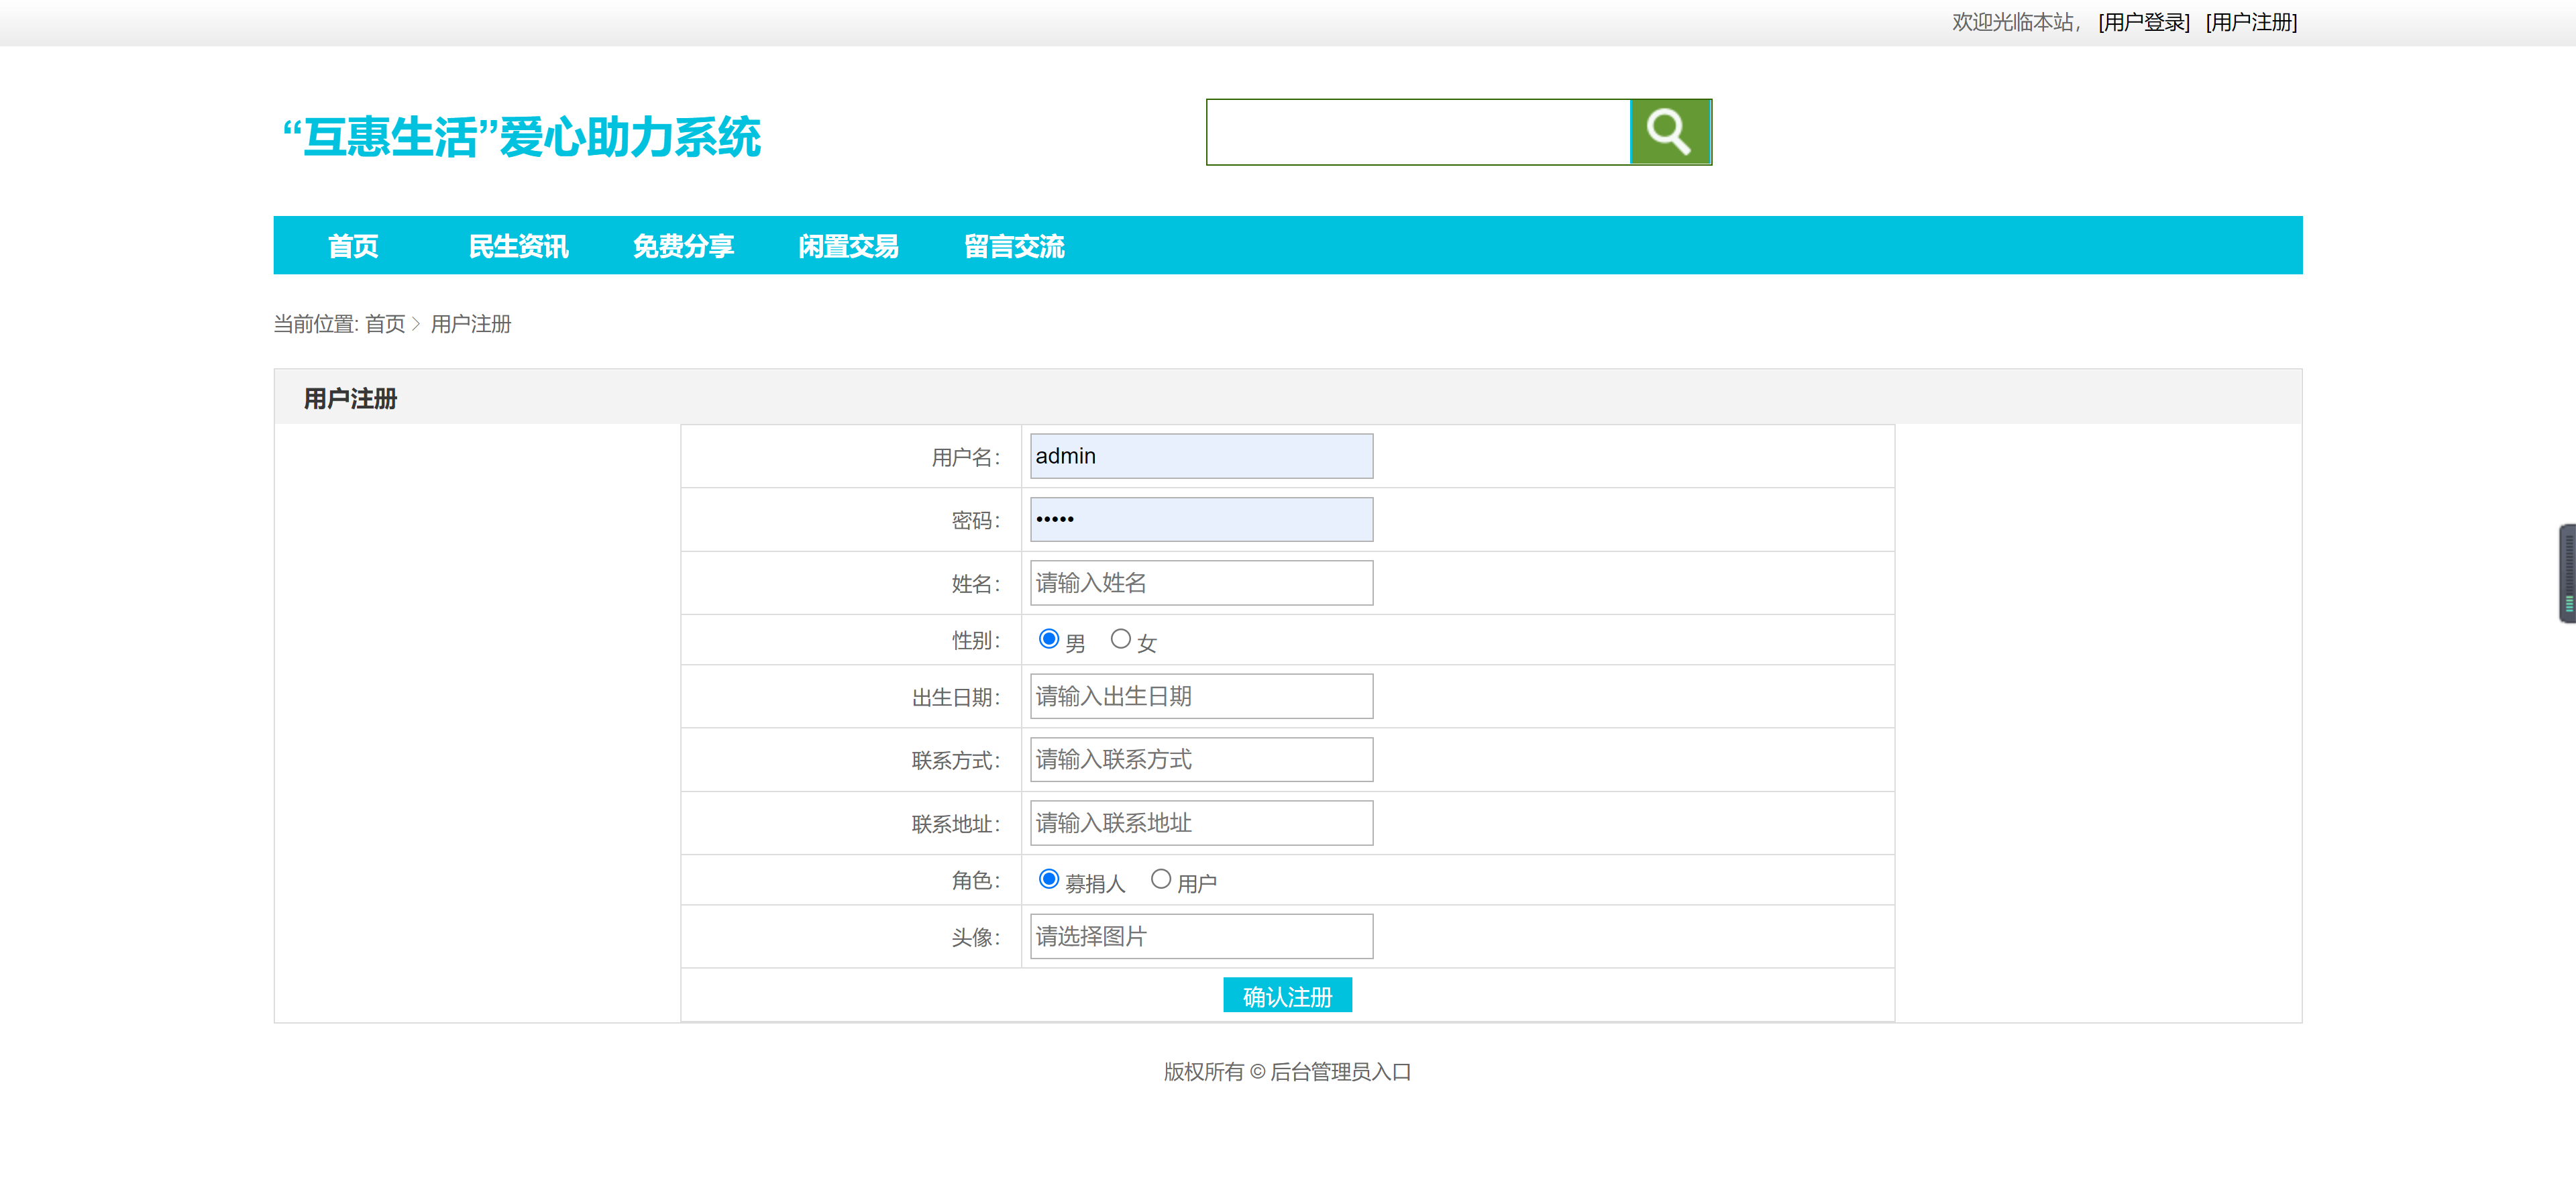 欢迎光临本站， [用户登录] [用户注册]
“互惠生活”爱心助力系统
首页 民生资讯 免费分享 闲置交易 留言交流
当前位置: 首页 > 用户注册
用户注册
用户名： admin
密码： •••••
姓名： 请输入姓名
性别： 男 女
出生日期： 请输入出生日期
联系方式： 请输入联系方式
联系地址： 请输入联系地址
角色： 募捐人 用户
头像： 请选择图片
确认注册
版权所有 © 后台管理员入口